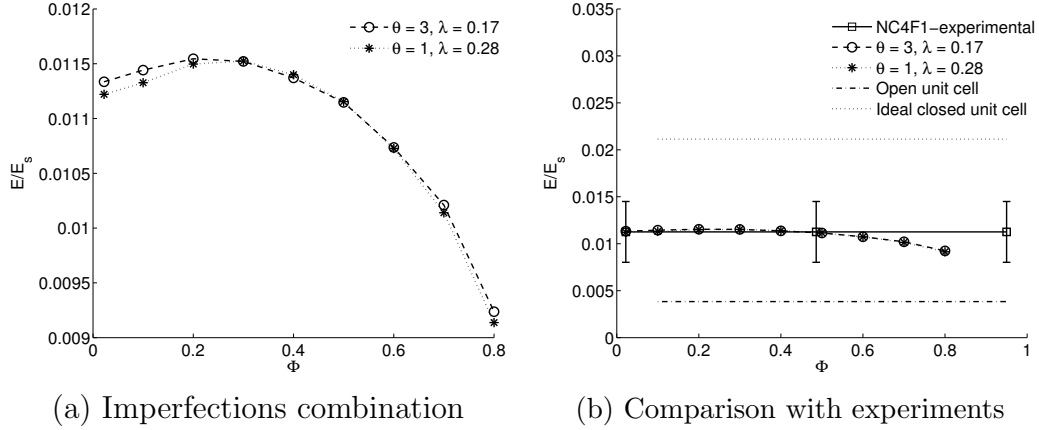 0.012
0.0115
0.011
0.0105
0.01
0.0095
0.009
0
0.2
0.4
0.6
0.8
Φ
E/E_s
θ = 3, λ = 0.17
θ = 1, λ = 0.28
(a) Imperfections combination
0.035
0.03
0.025
0.02
0.015
0.01
0.005
0
0
0.2
0.4
0.6
0.8
1
Φ
E/E_s
NC4F1−experimental
θ = 3, λ = 0.17
θ = 1, λ = 0.28
Open unit cell
Ideal closed unit cell
(b) Comparison with experiments